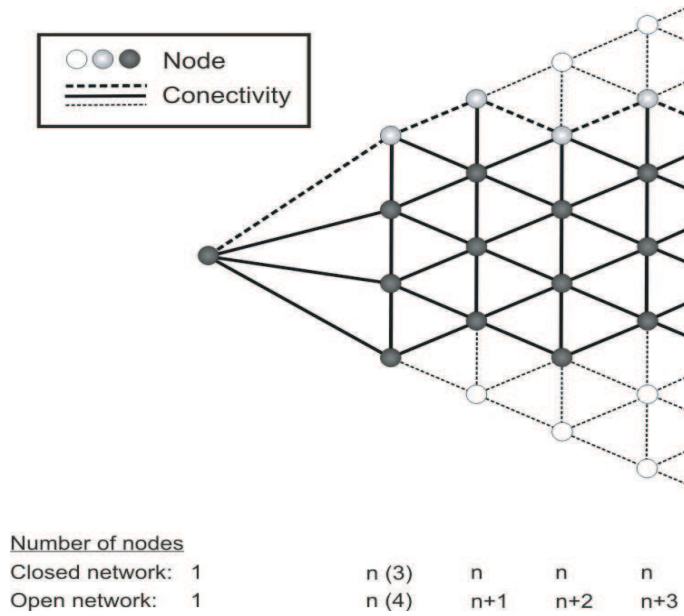 Node
Conectivity
Number of nodes
Closed network: 1 n (3) n n n
Open network: 1 n (4) n+1 n+2 n+3